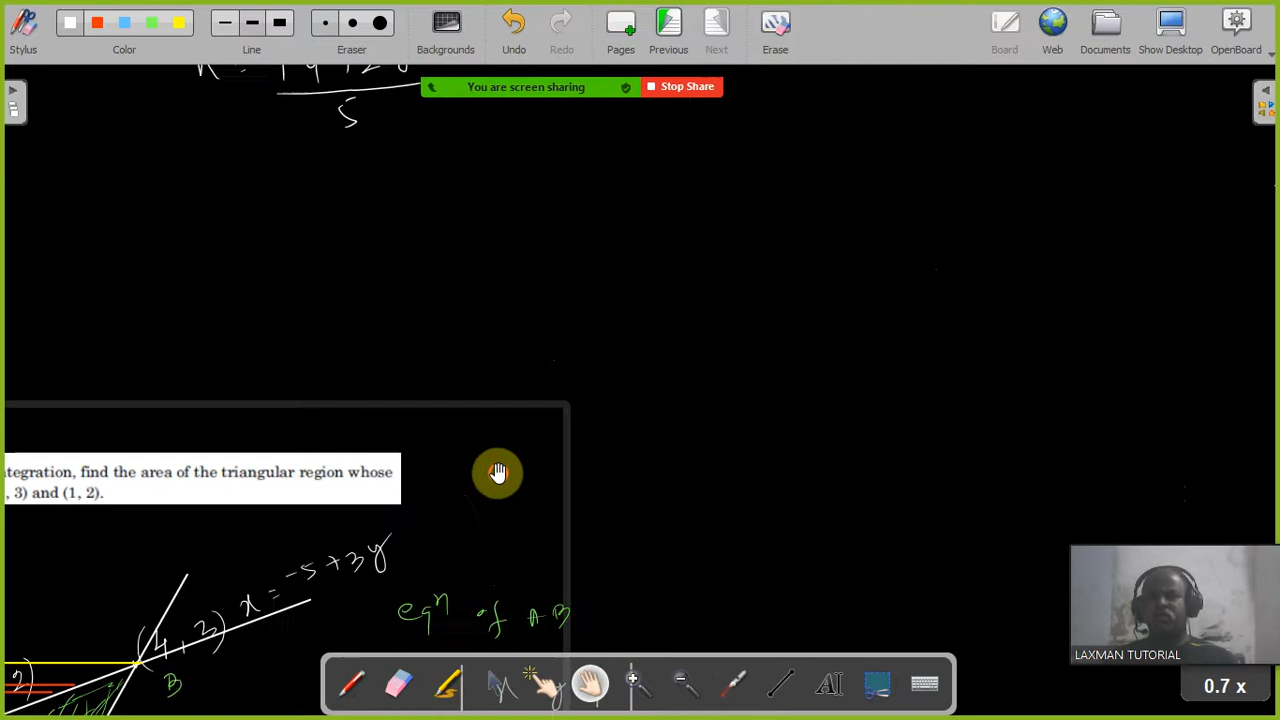 Stylus
Color
Line
Eraser
Backgrounds
Undo
Redo
Pages
Previous
Next
Erase
Board
Web
Documents
Show Desktop
OpenBoard
You are screen sharing
Stop Share
5
ntegration, find the area of the triangular region whose
, 3) and (1, 2).
x = -5+3y
(4, 3)
eqn of AB
2)
B
LAXMAN TUTORIAL
0.7 x